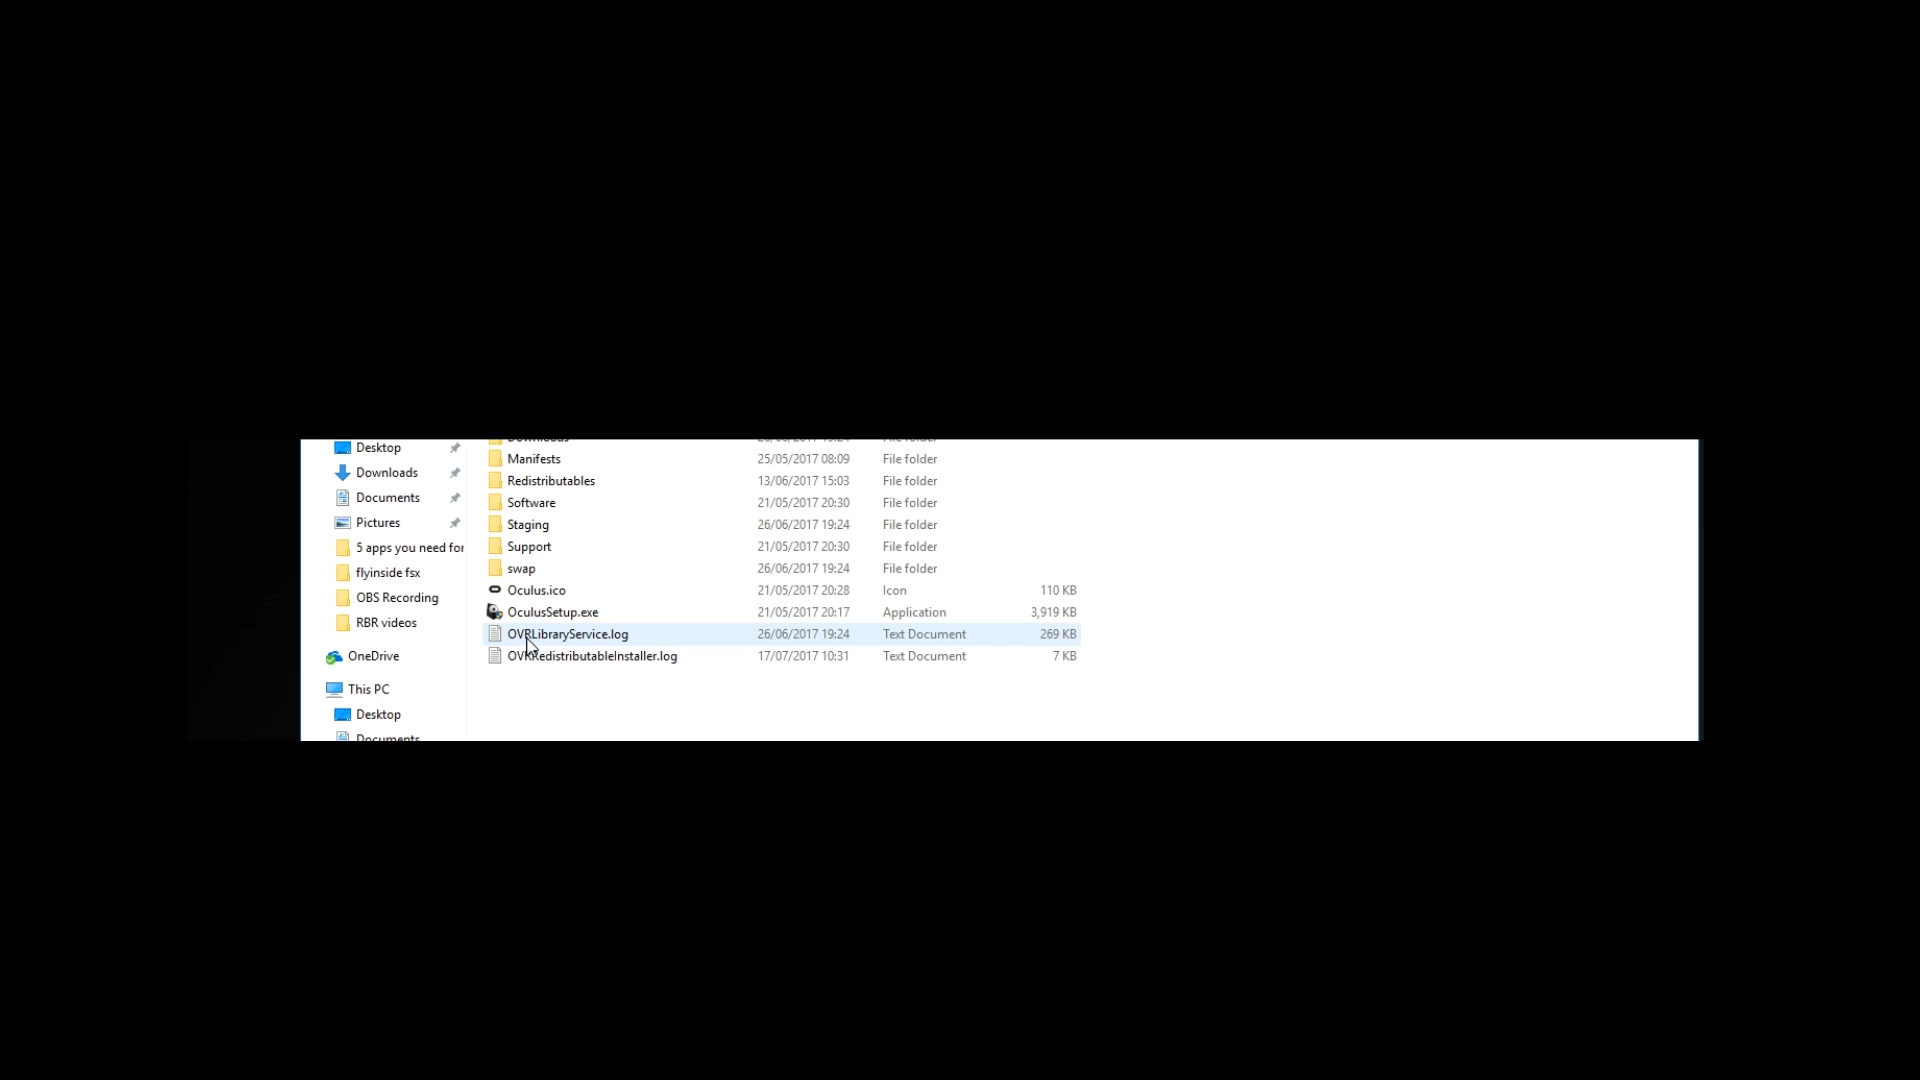 Desktop
Downloads
Documents
Pictures
5 apps you need for
flyinside fsx
OBS Recording
RBR videos
OneDrive
This PC
Desktop
Documents
Downloads
Manifests 25/05/2017 08:09 File folder
Redistributables 13/06/2017 15:03 File folder
Software 21/05/2017 20:30 File folder
Staging 26/06/2017 19:24 File folder
Support 21/05/2017 20:30 File folder
swap 26/06/2017 19:24 File folder
Oculus.ico 21/05/2017 20:28 Icon 110 KB
OculusSetup.exe 21/05/2017 20:17 Application 3,919 KB
OVRLibraryService.log 26/06/2017 19:24 Text Document 269 KB
OVRRedistributableInstaller.log 17/07/2017 10:31 Text Document 7 KB